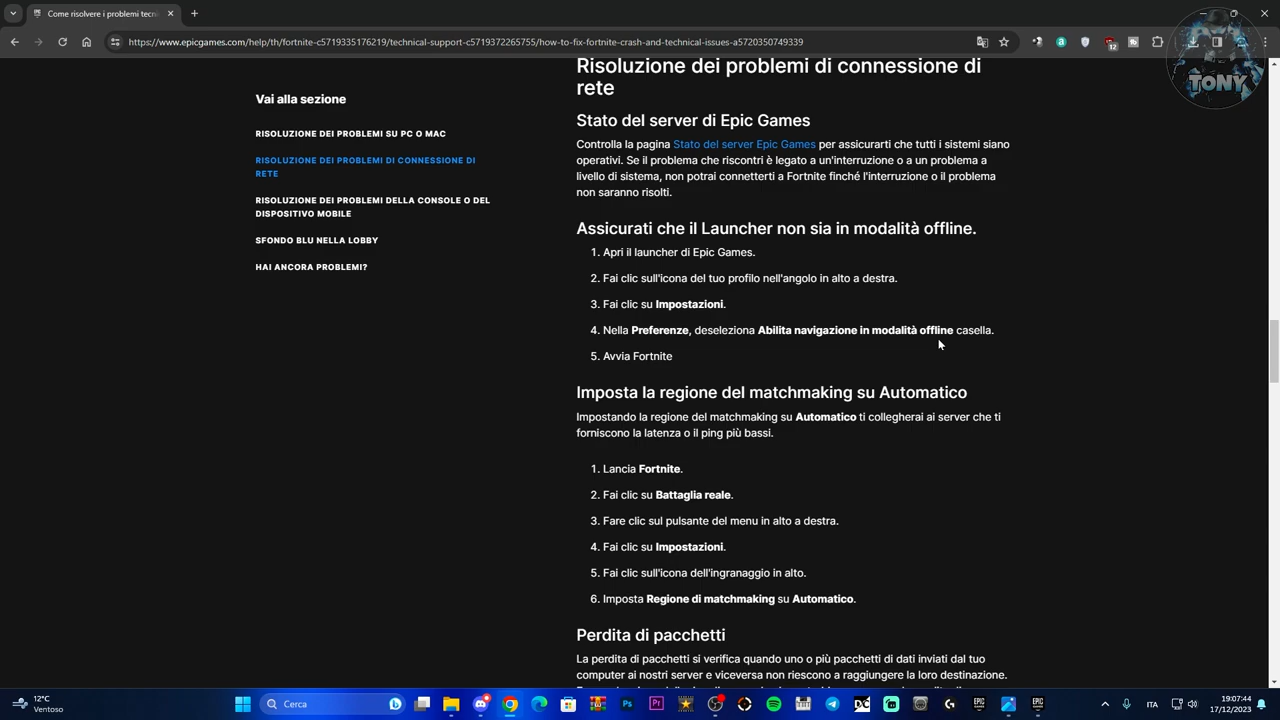 Come risolvere i problemi tecni
https://www.epicgames.com/help/th/fortnite-c5719335176219/technical-support-c5719372265755/how-to-fix-fortnite-crash-and-technical-issues-a5720350749339
12
TONY
Vai alla sezione
RISOLUZIONE DEI PROBLEMI SU PC O MAC
RISOLUZIONE DEI PROBLEMI DI CONNESSIONE DI
RETE
RISOLUZIONE DEI PROBLEMI DELLA CONSOLE O DEL
DISPOSITIVO MOBILE
SFONDO BLU NELLA LOBBY
HAI ANCORA PROBLEMI?
Risoluzione dei problemi di connessione di
rete
Stato del server di Epic Games
Controlla la pagina Stato del server Epic Games per assicurarti che tutti i sistemi siano
operativi. Se il problema che riscontri è legato a un'interruzione o a un problema a
livello di sistema, non potrai connetterti a Fortnite finché l'interruzione o il problema
non saranno risolti.
Assicurati che il Launcher non sia in modalità offline.
1. Apri il launcher di Epic Games.
2. Fai clic sull'icona del tuo profilo nell'angolo in alto a destra.
3. Fai clic su Impostazioni.
4. Nella Preferenze, deseleziona Abilita navigazione in modalità offline casella.
5. Avvia Fortnite
Imposta la regione del matchmaking su Automatico
Impostando la regione del matchmaking su Automatico ti collegherai ai server che ti
forniscono la latenza o il ping più bassi.
1. Lancia Fortnite.
2. Fai clic su Battaglia reale.
3. Fare clic sul pulsante del menu in alto a destra.
4. Fai clic su Impostazioni.
5. Fai clic sull'icona dell'ingranaggio in alto.
6. Imposta Regione di matchmaking su Automatico.
Perdita di pacchetti
La perdita di pacchetti si verifica quando uno o più pacchetti di dati inviati dal tuo
computer ai nostri server e viceversa non riescono a raggiungere la loro destinazione.
12°C
Ventoso
Cerca
ITA
19:07:44
17/12/2023